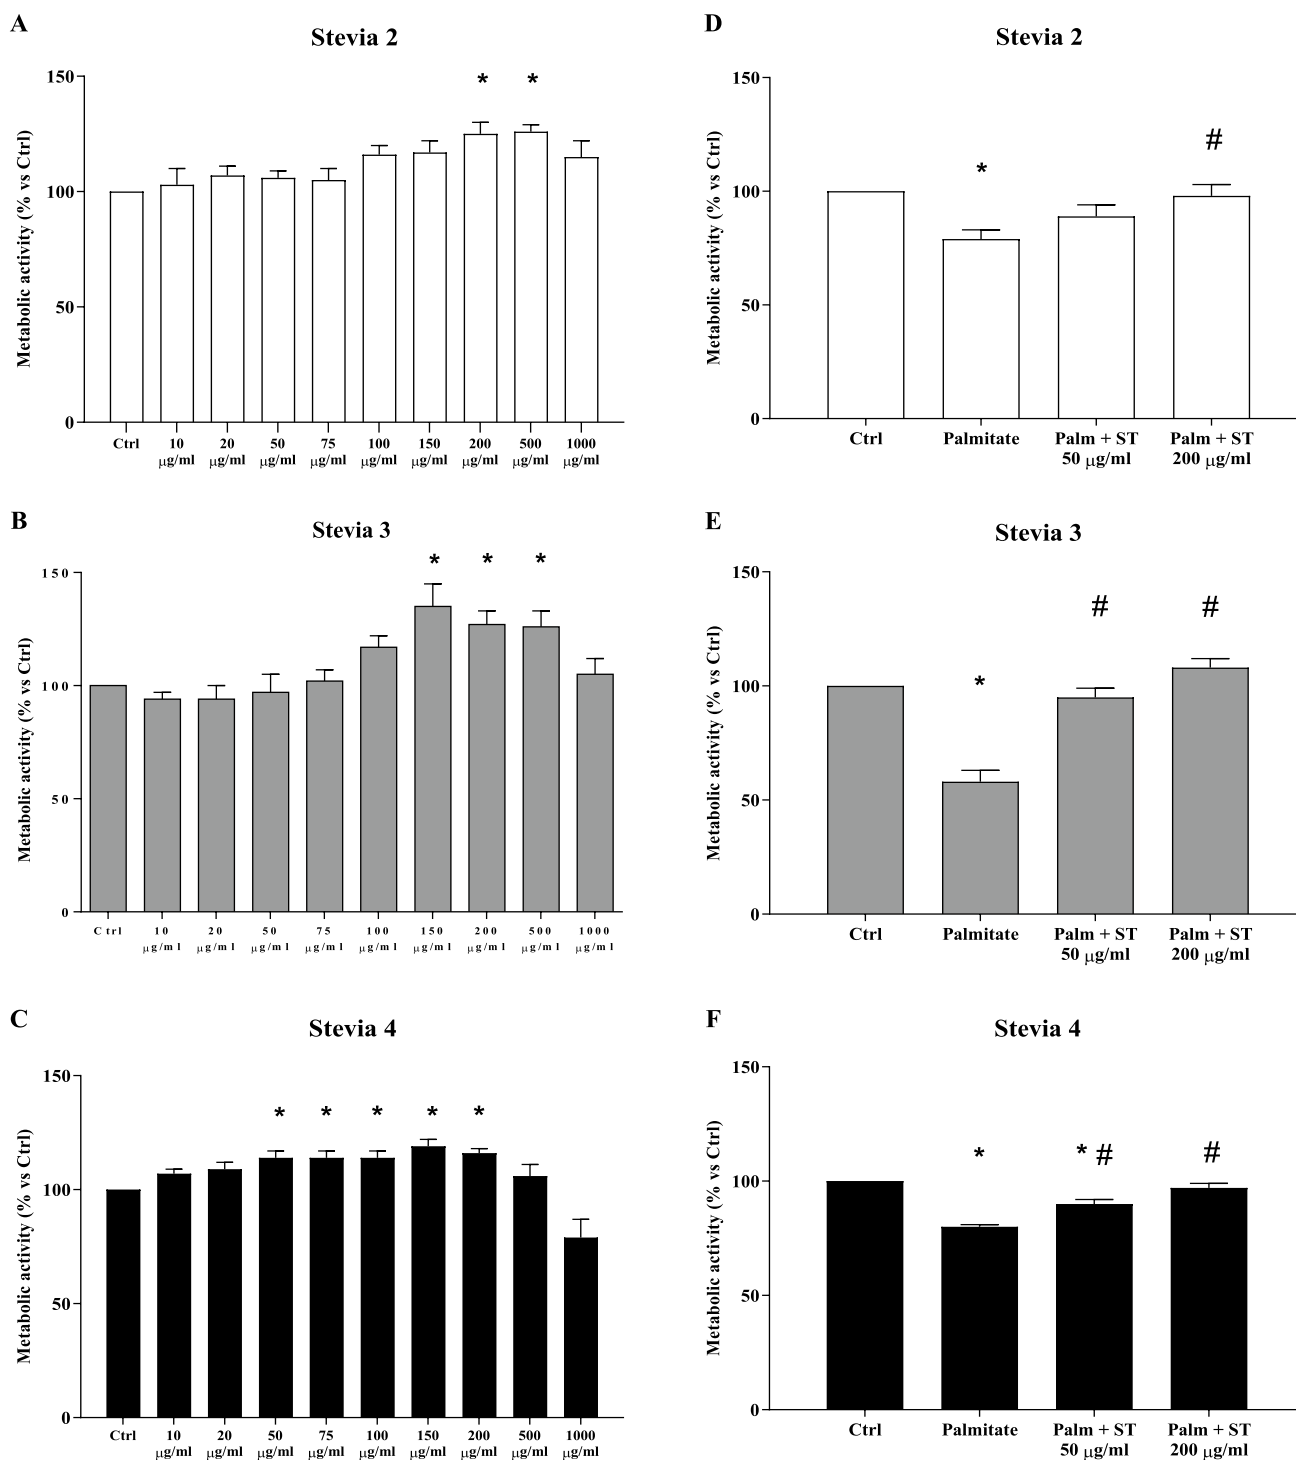 A
Stevia 2
* *
150
100
50
0
Metabolic activity (% vs Ctrl)
Ctrl 10 20 50 75 100 150 200 500 1000
μg/ml μg/ml μg/ml μg/ml μg/ml μg/ml μg/ml μg/ml μg/ml
D
Stevia 2
* #
150
100
50
0
Metabolic activity (% vs Ctrl)
Ctrl Palmitate Palm + ST Palm + ST
50 μg/ml 200 μg/ml
B
Stevia 3
* * *
150
100
50
0
Metabolic activity (% vs Ctrl)
Ctrl 10 20 50 75 100 150 200 500 1000
μg/ml μg/ml μg/ml μg/ml μg/ml μg/ml μg/ml μg/ml μg/ml
E
Stevia 3
* # #
150
100
50
0
Metabolic activity (% vs Ctrl)
Ctrl Palmitate Palm + ST Palm + ST
50 μg/ml 200 μg/ml
C
Stevia 4
* * * * *
150
100
50
0
Metabolic activity (% vs Ctrl)
Ctrl 10 20 50 75 100 150 200 500 1000
μg/ml μg/ml μg/ml μg/ml μg/ml μg/ml μg/ml μg/ml μg/ml
F
Stevia 4
* * # #
150
100
50
0
Metabolic activity (% vs Ctrl)
Ctrl Palmitate Palm + ST Palm + ST
50 μg/ml 200 μg/ml